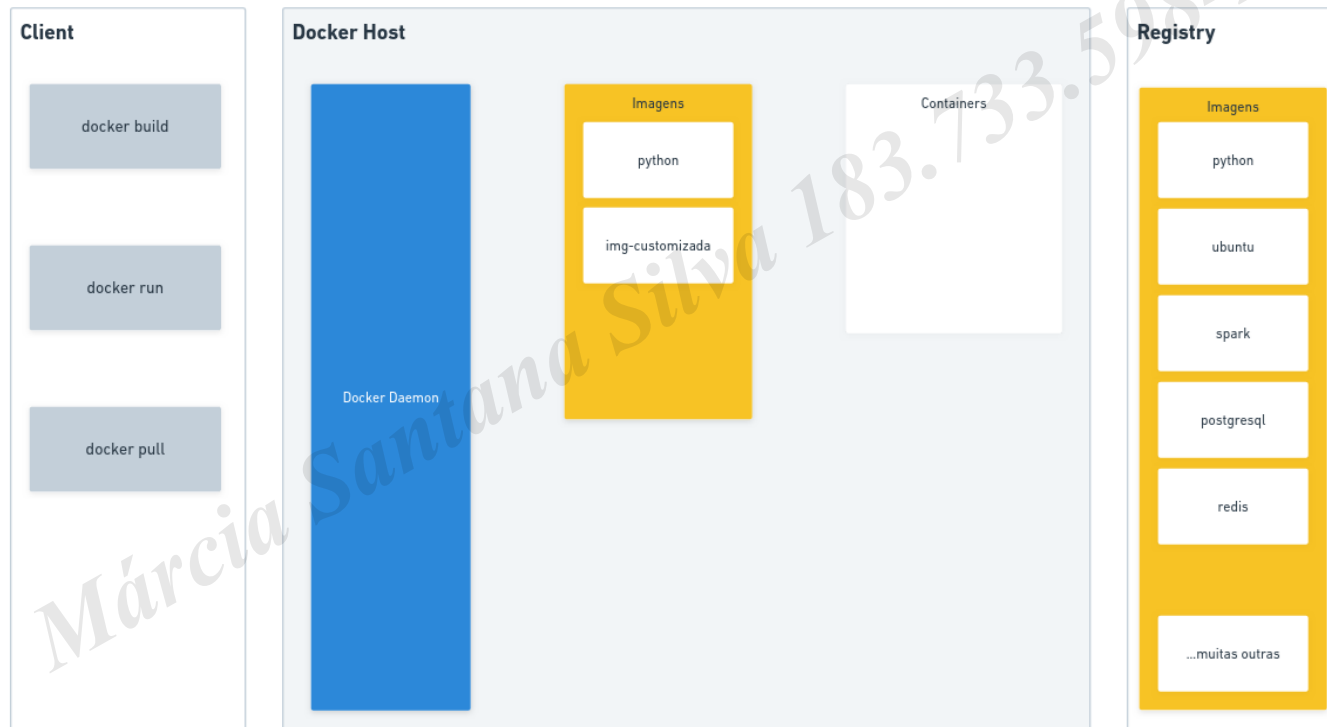 Client
docker build
docker run
docker pull
Docker Host
Docker Daemon
Imagens
python
img-customizada
Containers
Registry
Imagens
python
ubuntu
spark
postgresql
redis
...muitas outras
Márcia Santana Silva 183.733.598-